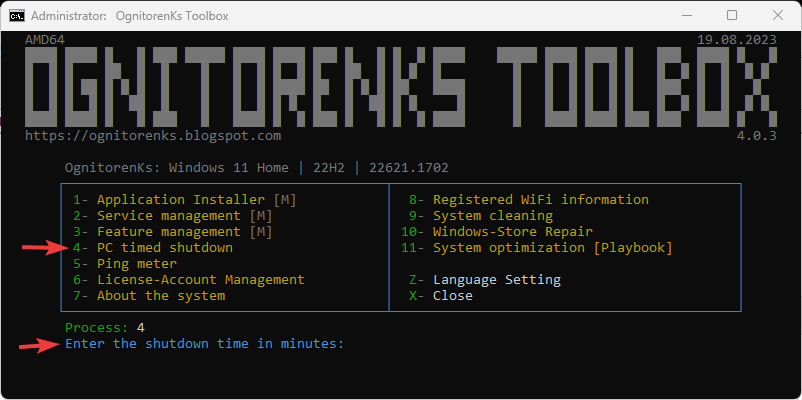 Administrator: OgnitorenKs Toolbox
AMD64 19.08.2023
OGNITORENKS TOOLBOX
https://ognitorenks.blogspot.com 4.0.3
OgnitorenKs: Windows 11 Home | 22H2 | 22621.1702
1- Application Installer [M]
2- Service management [M]
3- Feature management [M]
4- PC timed shutdown
5- Ping meter
6- License-Account Management
7- About the system
8- Registered WiFi information
9- System cleaning
10- Windows-Store Repair
11- System optimization [Playbook]
Z- Language Setting
X- Close
Process: 4
Enter the shutdown time in minutes: